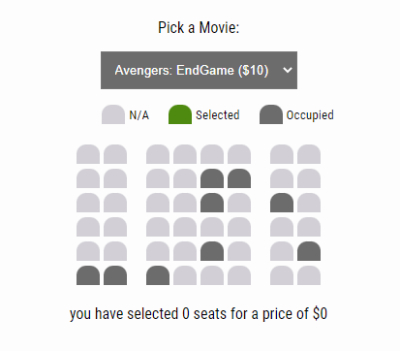 Pick a Movie:
Avengers: EndGame ($10)
N/A Selected Occupied
you have selected 0 seats for a price of $0